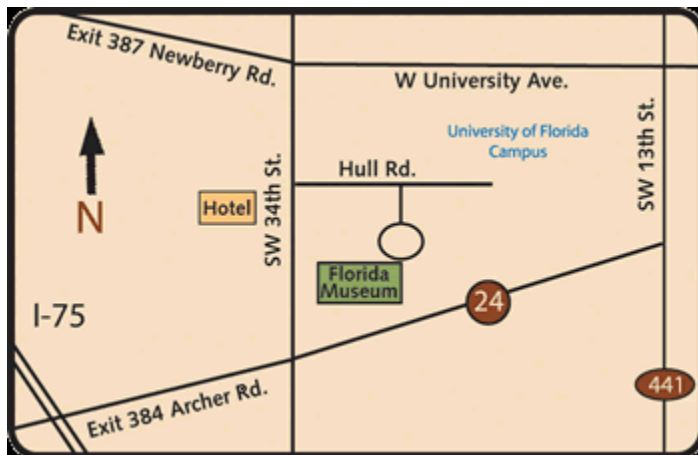 Exit 387 Newberry Rd.
W University Ave.
University of Florida
Campus
SW 13th St.
Hull Rd.
SW 34th St.
Hotel
N
Florida
Museum
24
I-75
441
Exit 384 Archer Rd.